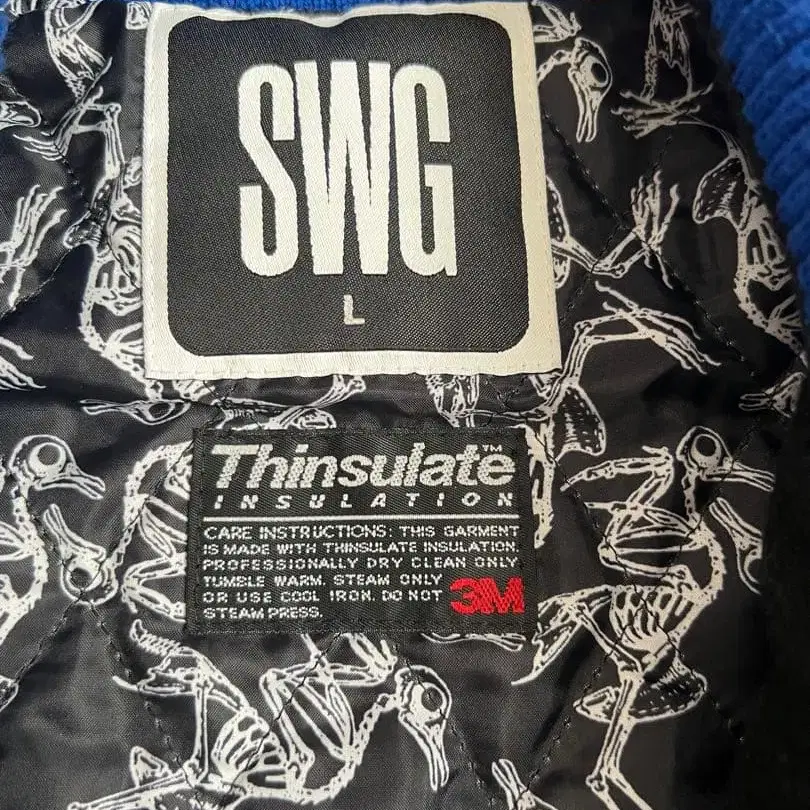 SWG
L
Thinsulate™
INSULATION
CARE INSTRUCTIONS: THIS GARMENT
IS MADE WITH THINSULATE INSULATION.
PROFESSIONALLY DRY CLEAN ONLY
TUMBLE WARM. STEAM ONLY
OR USE COOL IRON. DO NOT
STEAM PRESS.
3M